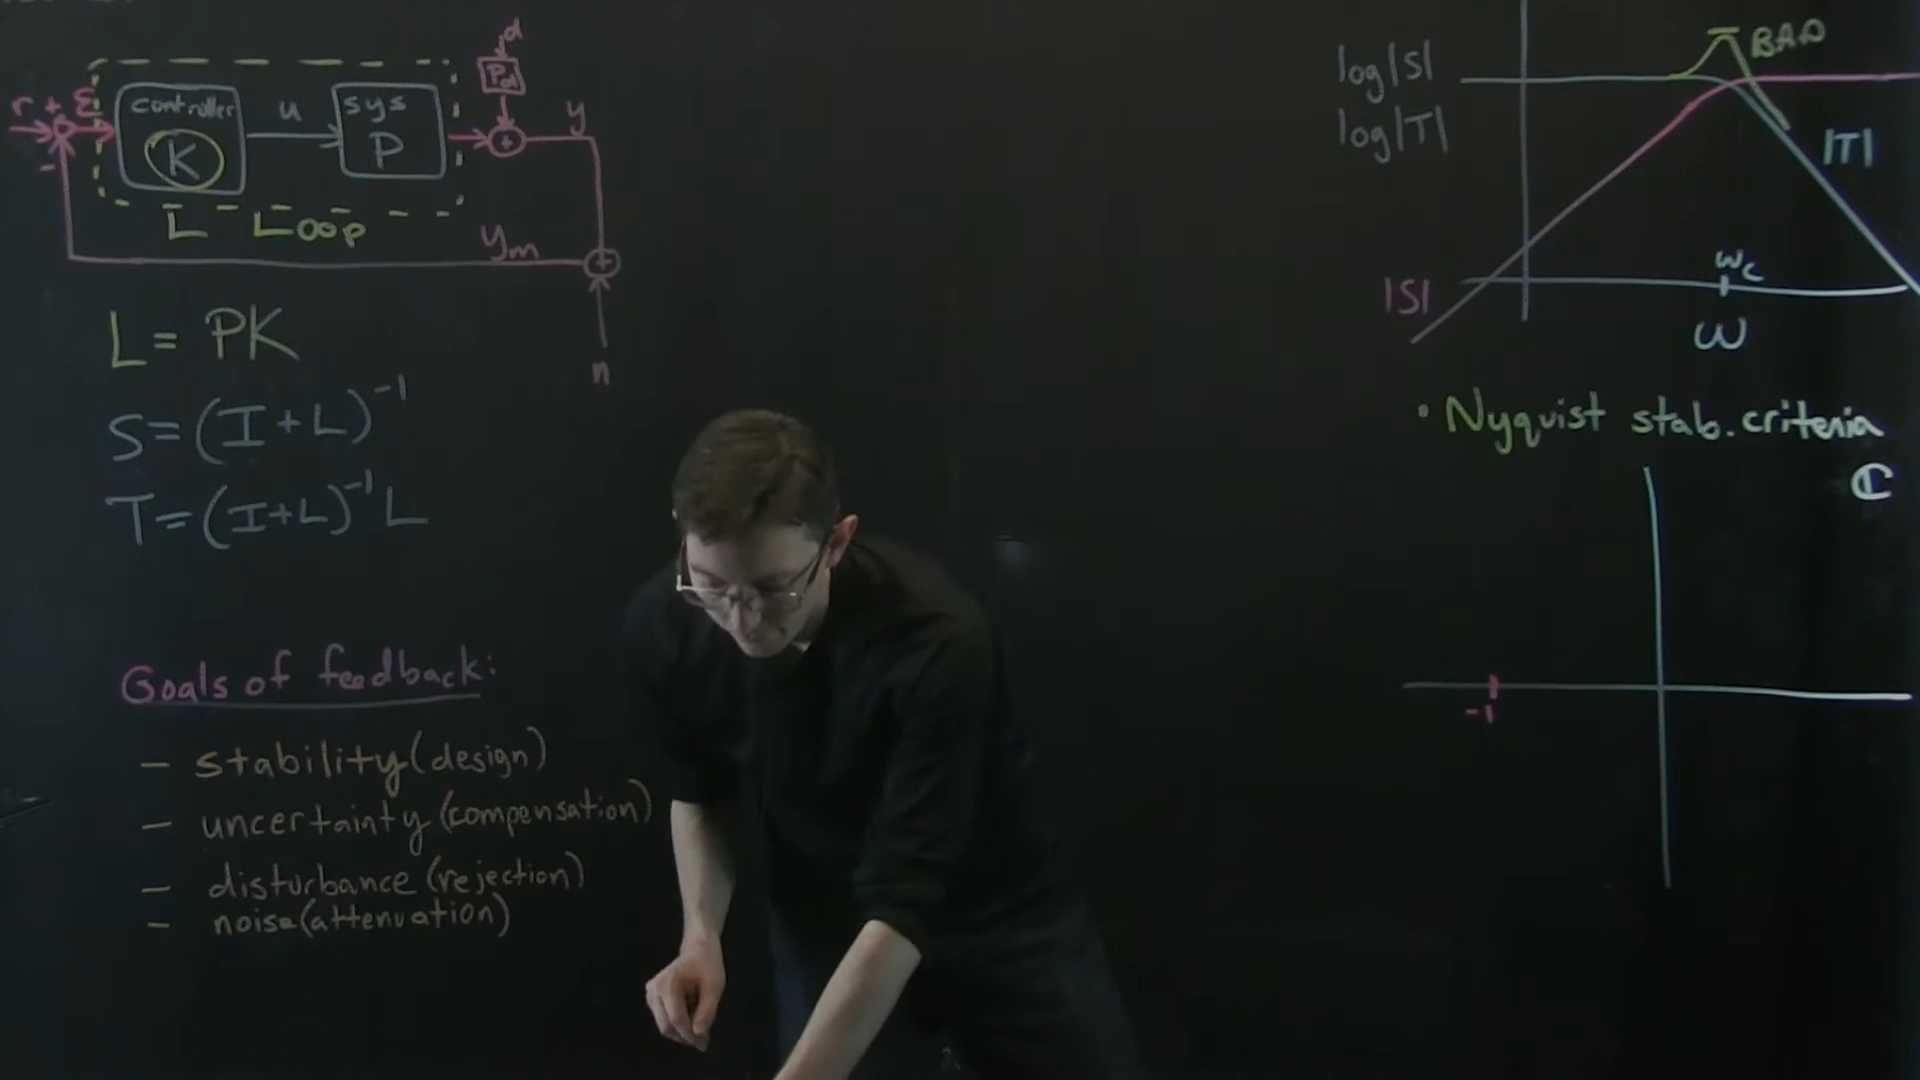 d
Pd
r + ε
controller
K
u
sys
P
+
y
-
L Loop
ym
+
n
L = PK
S = (I + L)⁻¹
T = (I + L)⁻¹ L
Goals of feedback:
- stability (design)
- uncertainty (compensation)
- disturbance (rejection)
- noise (attenuation)
log|S|
log|T|
BAD
|T|
|S|
ωc
ω
• Nyquist stab. criteria
ℂ
-1